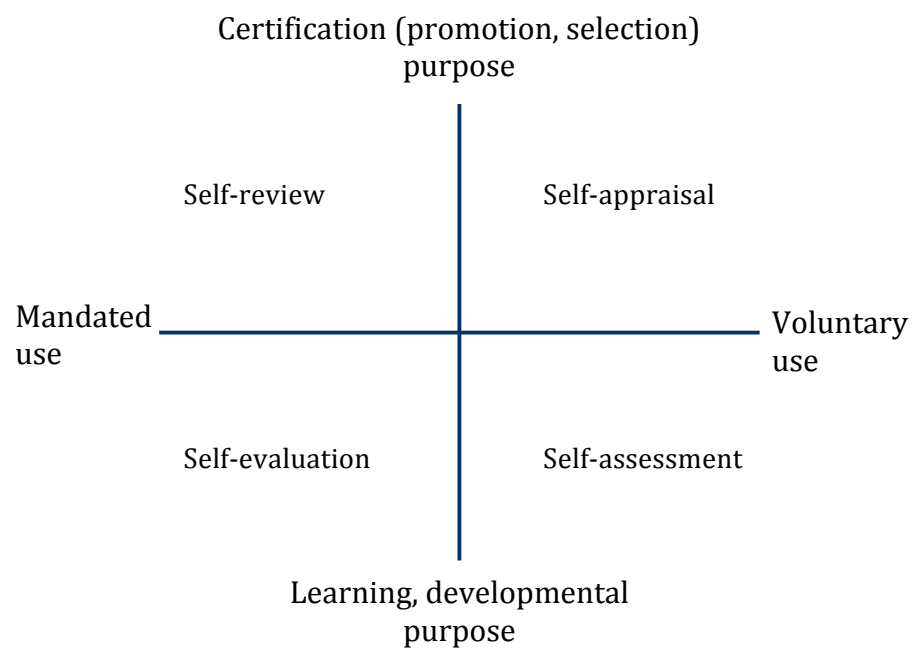 Certification (promotion, selection)
purpose
Self-review
Self-appraisal
Mandated
use
Voluntary
use
Self-evaluation
Self-assessment
Learning, developmental
purpose